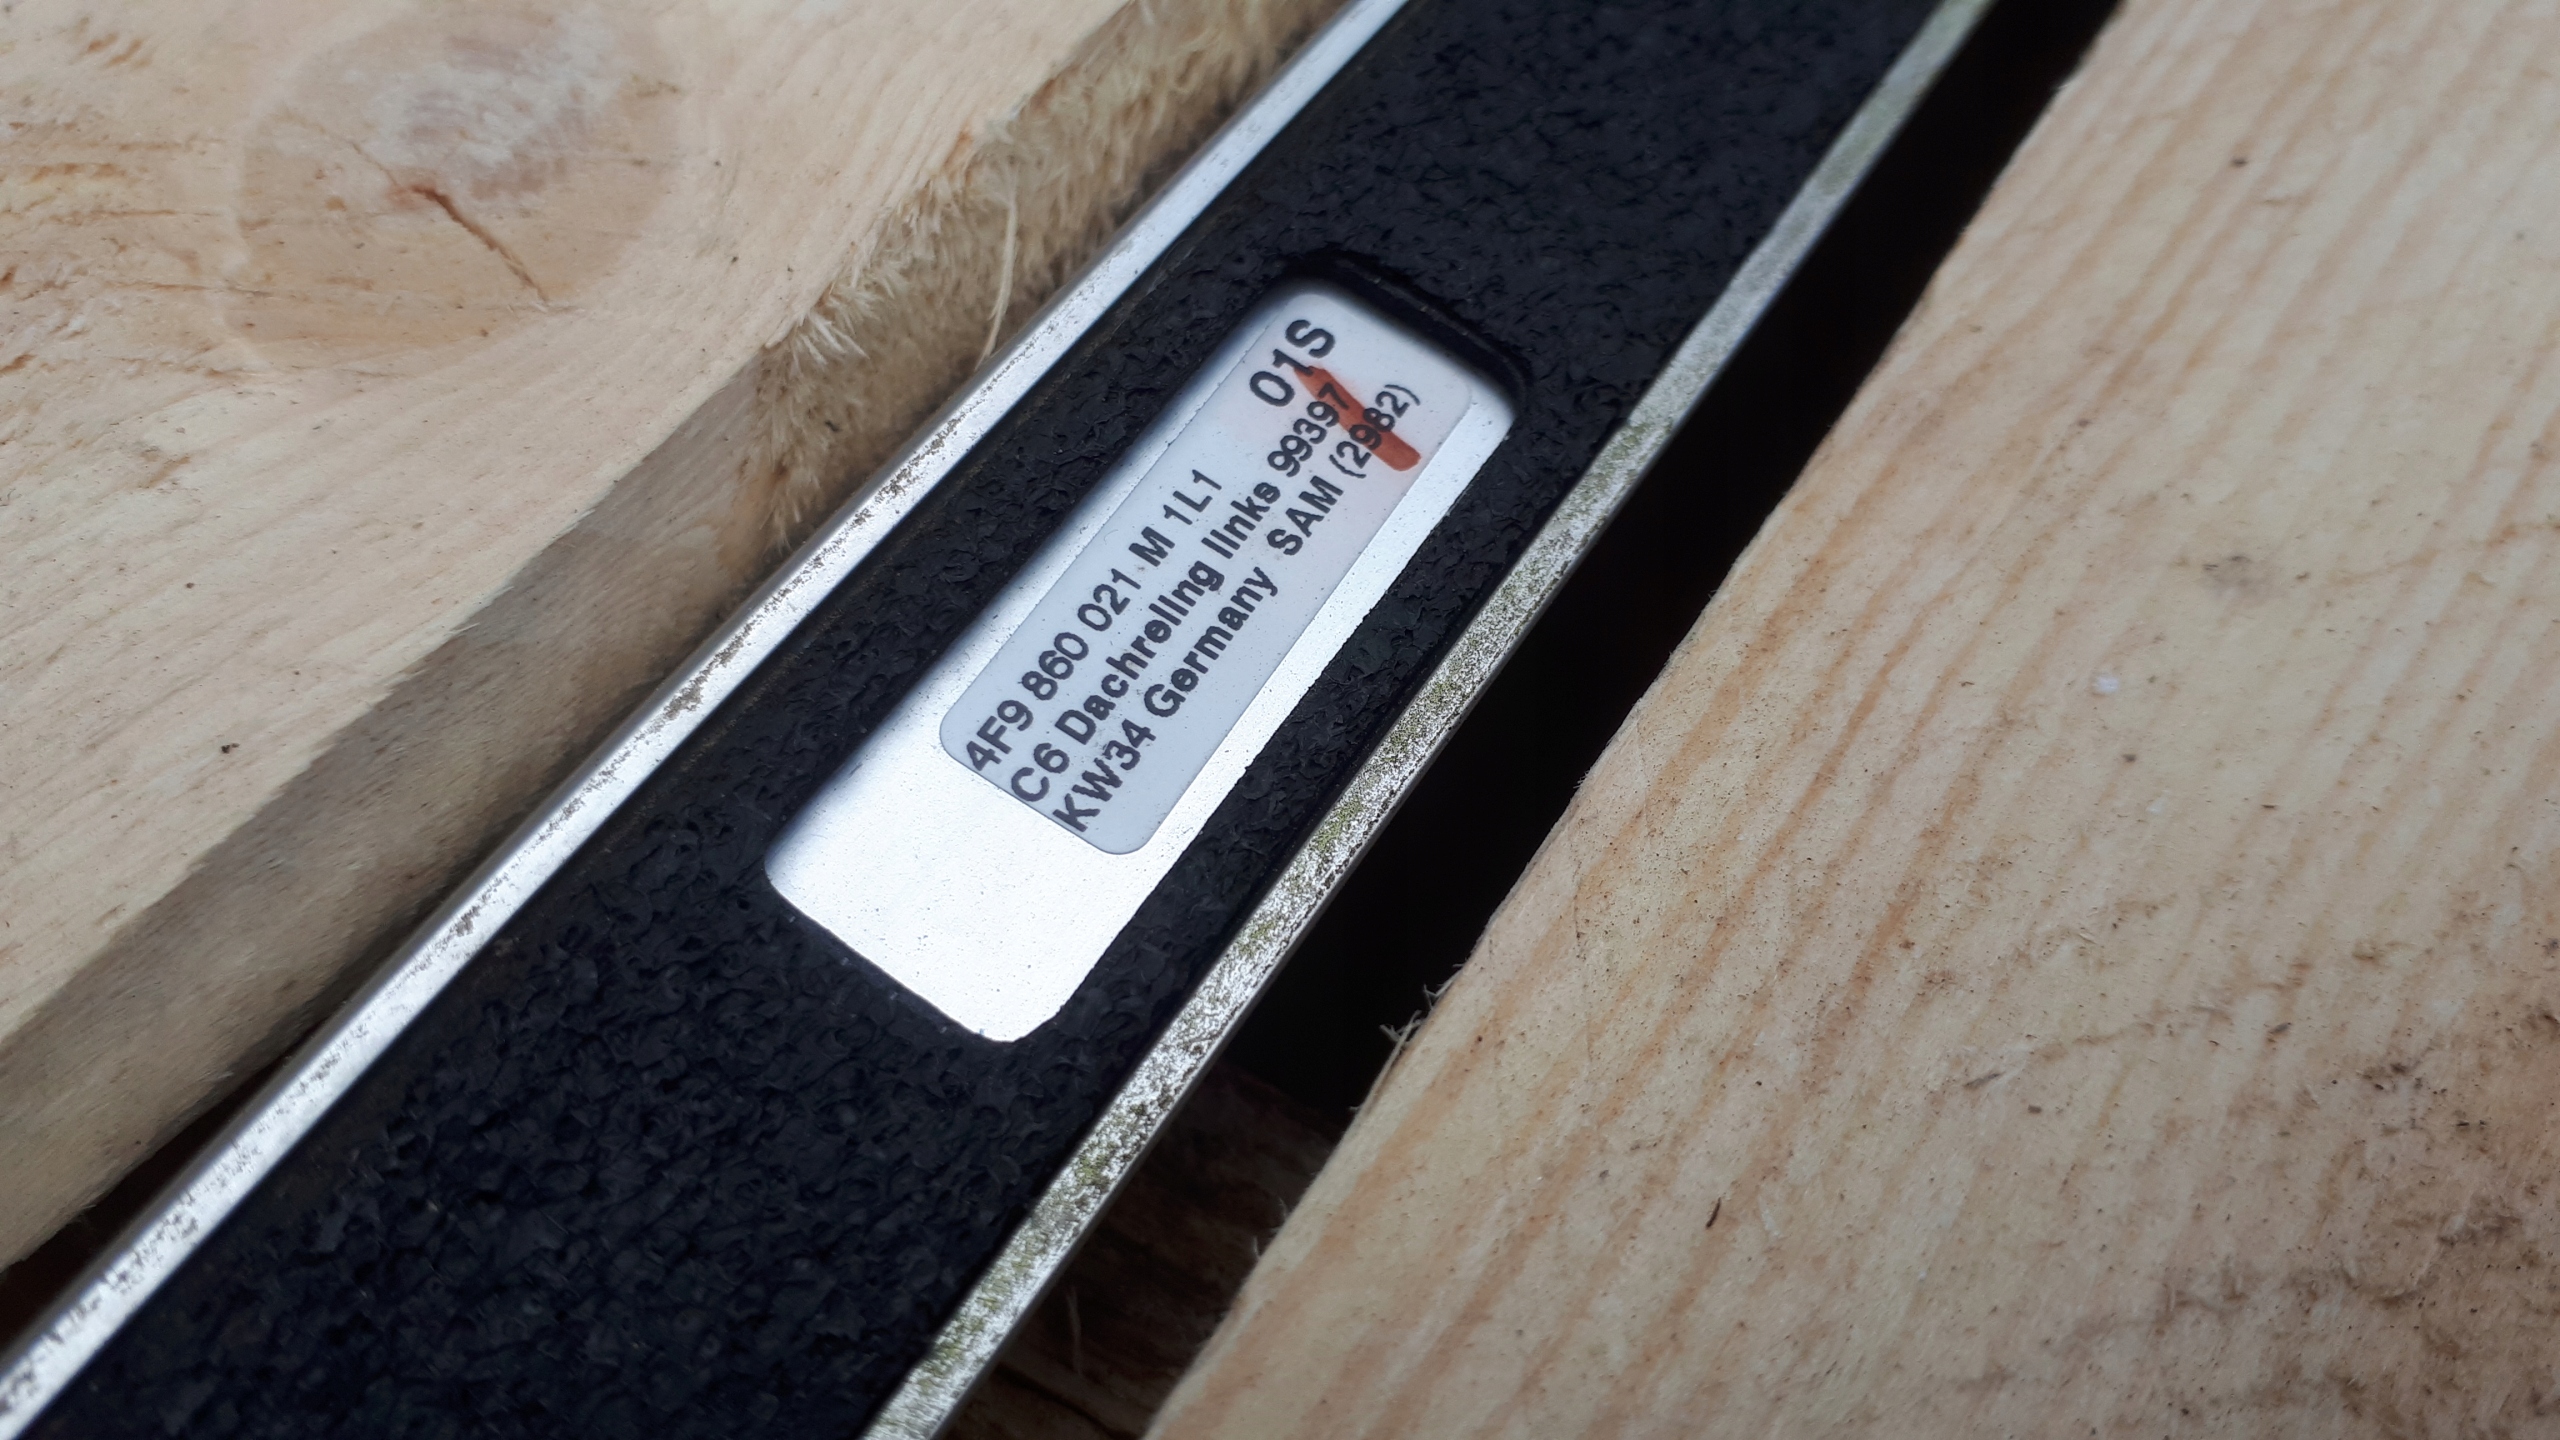 01S
4F9 860 021 M 1L1
C6 Dachreling links 99397
KW34 Germany SAM (2982)